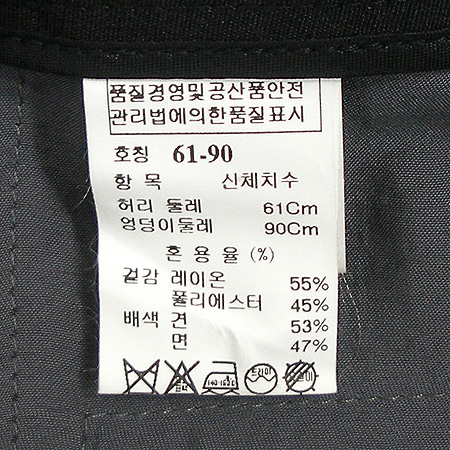 품질경영및공산품안전
관리법에의한품질표시
호칭 61-90
항 목 신체치수
허리 둘레 61Cm
엉덩이둘레 90Cm
혼 용 율 (%)
겉감 레이온 55%
폴리에스터 45%
배색 견 53%
면 47%
드라이